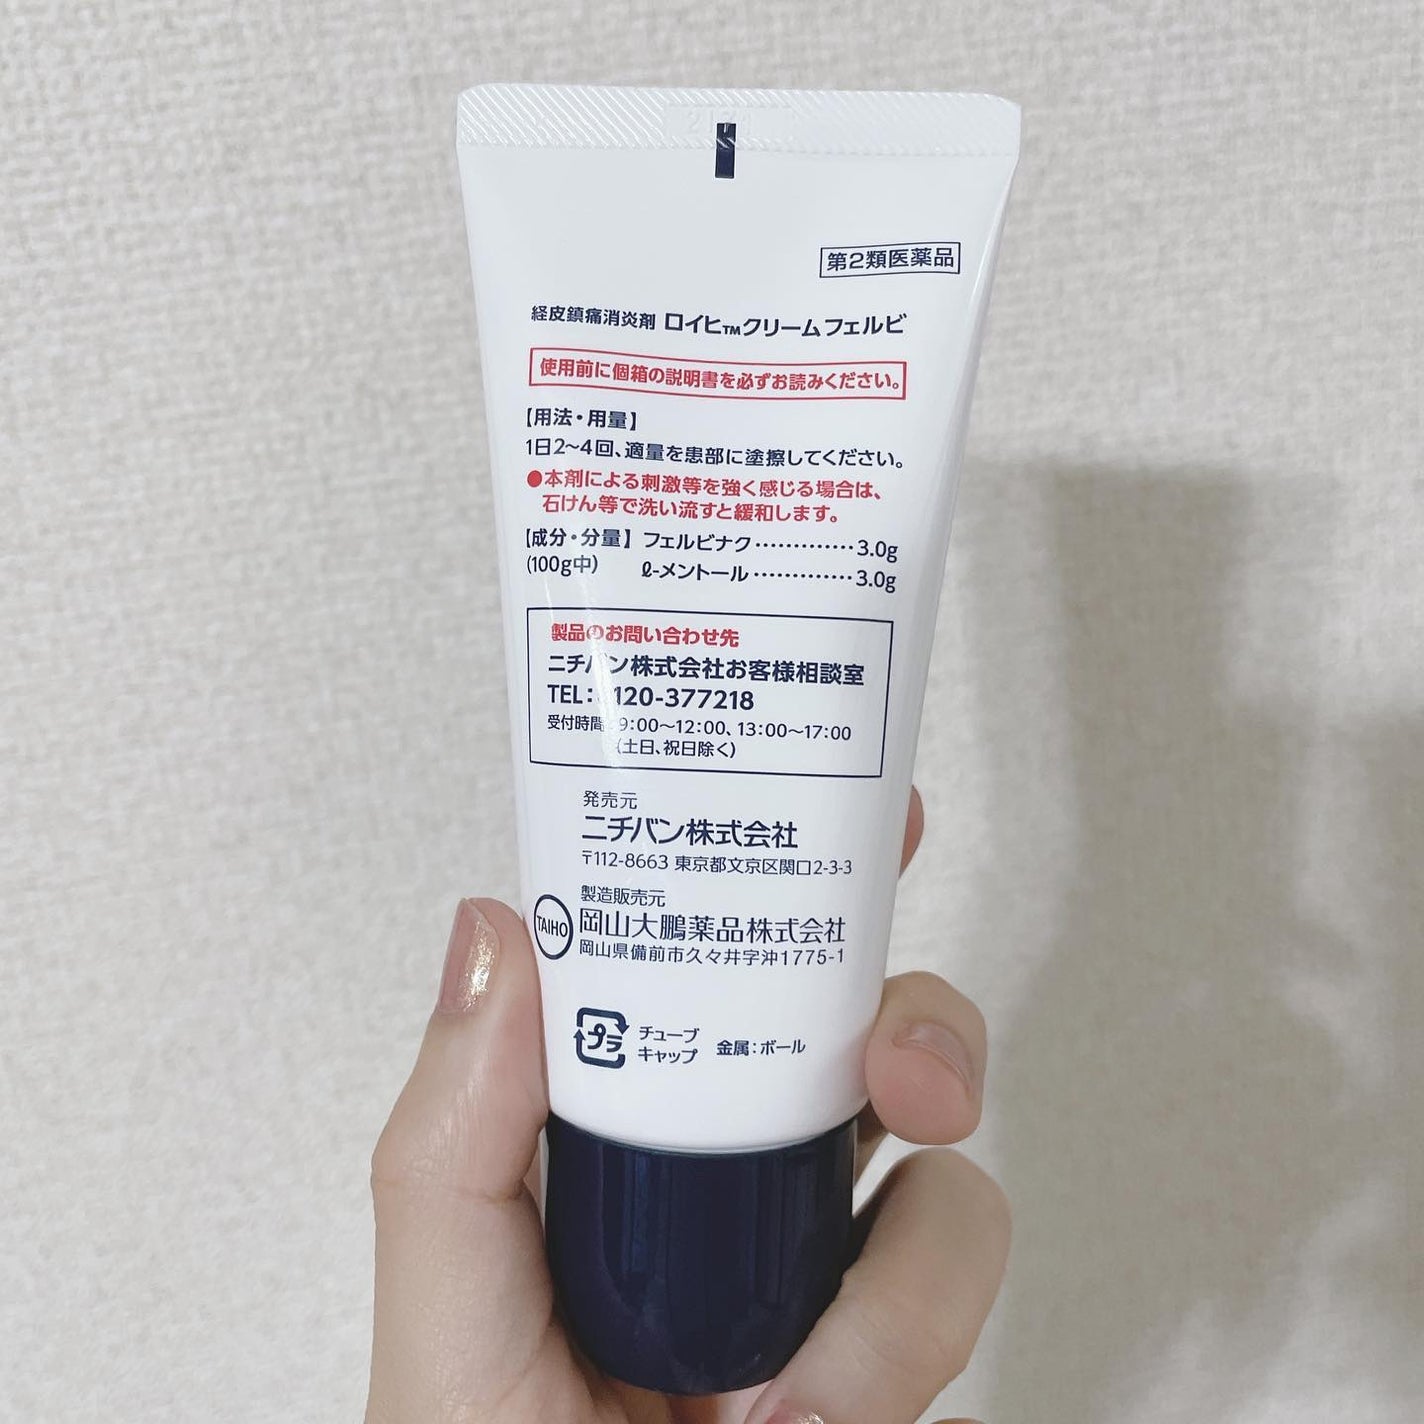 第2類医薬品
経皮鎮痛消炎剤 ロイヒ™クリームフェルビ
使用前に個箱の説明書を必ずお読みください。
【用法・用量】
1日2〜4回、適量を患部に塗擦してください。
●本剤による刺激等を強く感じる場合は、
石けん等で洗い流すと緩和します。
【成分・分量】 フェルビナク…………3.0g
(100g中) ℓ-メントール…………3.0g
製品のお問い合わせ先
ニチバン株式会社お客様相談室
TEL:0120-377218
受付時間:9:00〜12:00、13:00〜17:00
(土日、祝日除く)
発売元
ニチバン株式会社
〒112-8663 東京都文京区関口2-3-3
製造販売元
TAIHO 岡山大鵬薬品株式会社
岡山県備前市久々井字沖1775-1
プラ チューブ
キャップ 金属:ボール